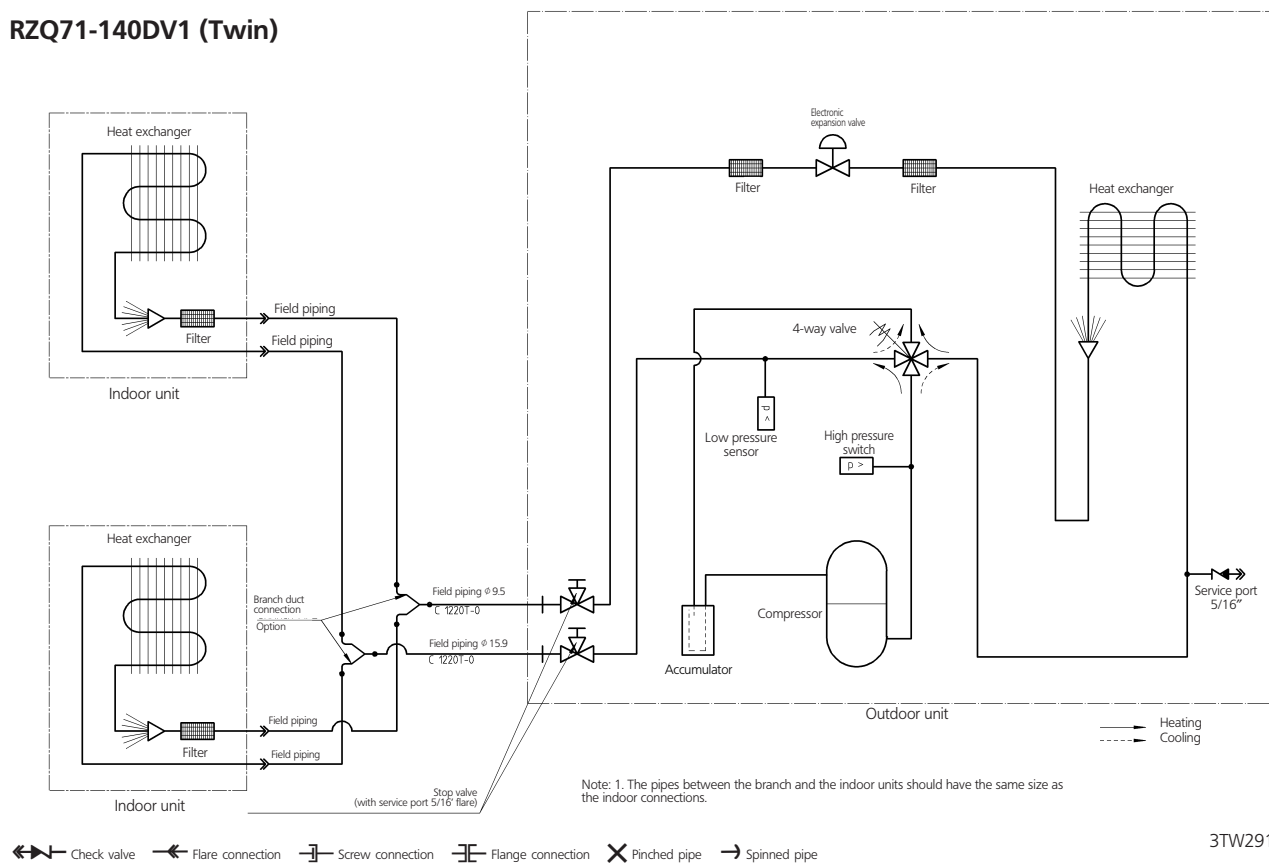 RZQ71-140DV1 (Twin)
Heat exchanger
Filter
Field piping
Field piping
Indoor unit
Electronic
expansion valve
Filter
Filter
Heat exchanger
4-way valve
p <
Low pressure
sensor
High pressure
switch
p >
Heat exchanger
Branch duct
connection
Option
Field piping ø 9.5
C 1220T-0
Field piping ø 15.9
C 1220T-0
Compressor
Accumulator
Service port
5/16"
Filter
Field piping
Field piping
Indoor unit
Outdoor unit
Heating
Cooling
Stop valve
(with service port 5/16' flare)
Note: 1. The pipes between the branch and the indoor units should have the same size as
the indoor connections.
Check valve
Flare connection
Screw connection
Flange connection
Pinched pipe
Spinned pipe
3TW291